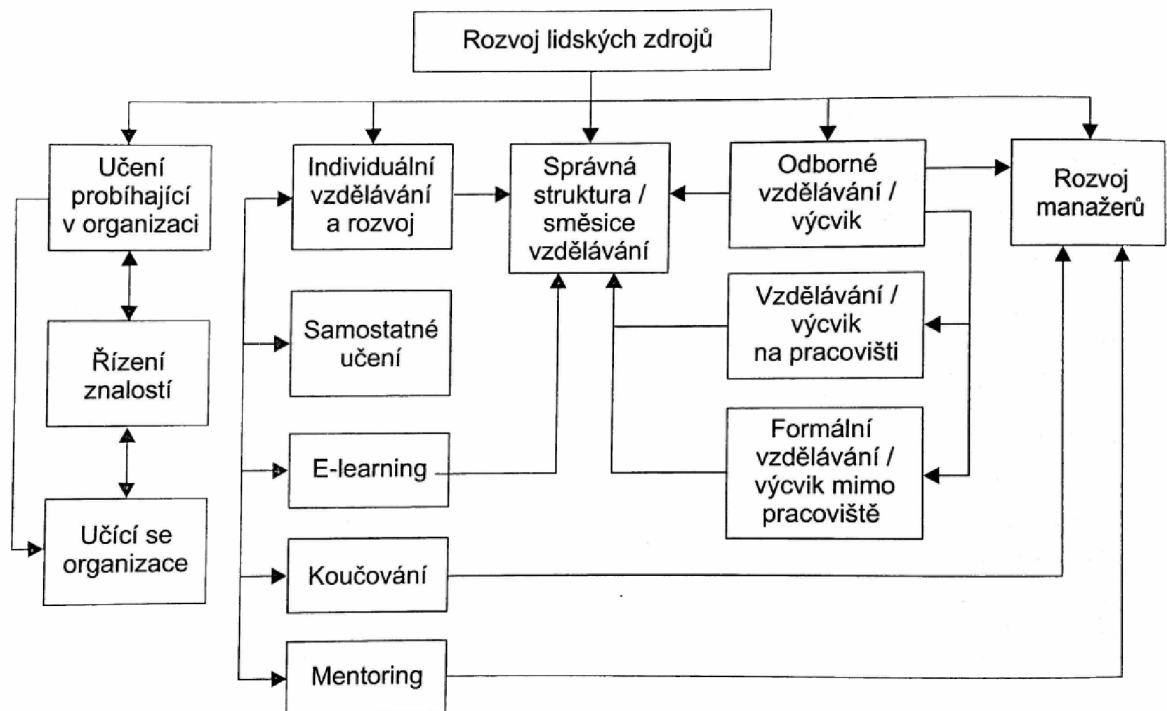 Rozvoj lidských zdrojů
Učení
probíhající
v organizaci
Individuální
vzdělávání
a rozvoj
Správná
struktura /
směsice
vzdělávání
Odborné
vzdělávání /
výcvik
Rozvoj
manažerů
Řízení
znalostí
Samostatné
učení
Vzdělávání /
výcvik
na pracovišti
E-learning
Formální
vzdělávání /
výcvik mimo
pracoviště
Učící se
organizace
Koučování
Mentoring